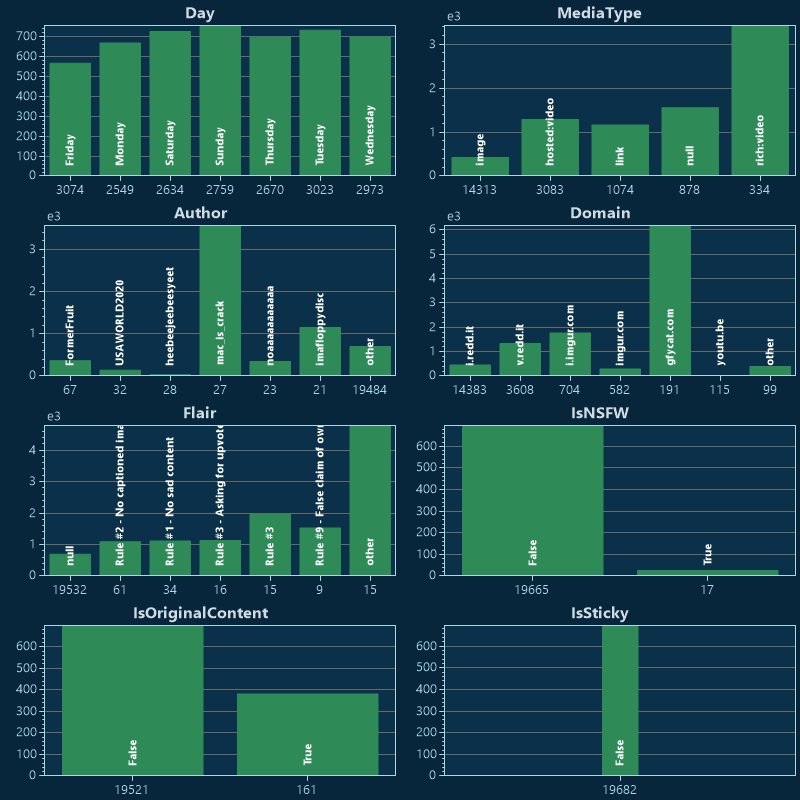 Day
700
600
500
400
300
200
100
0
Friday
Monday
Saturday
Sunday
Thursday
Tuesday
Wednesday
3074 2549 2634 2759 2670 3023 2973
MediaType
e3
3
2
1
0
image
hosted:video
link
null
rich:video
14313 3083 1074 878 334
Author
e3
3
2
1
0
FormerFruit
USAWORLD2020
heebeejeebeesyeet
mac_is_crack
imafloppydisc
other
67 32 28 27 23 21 19484
Domain
e3
6
5
4
3
2
1
0
i.redd.it
v.redd.it
i.imgur.com
imgur.com
gfycat.com
youtu.be
other
14383 3608 704 582 191 115 99
Flair
e3
4
3
2
1
0
null
Rule #2 - No captioned ima
Rule #1 - No sad content
Rule #3 - Asking for upvote
Rule #3
Rule #9 - False claim of ow
other
19532 61 34 16 15 9 15
IsNSFW
600
500
400
300
200
100
0
False
True
19665 17
IsOriginalContent
600
500
400
300
200
100
0
False
True
19521 161
IsSticky
600
500
400
300
200
100
0
False
19682